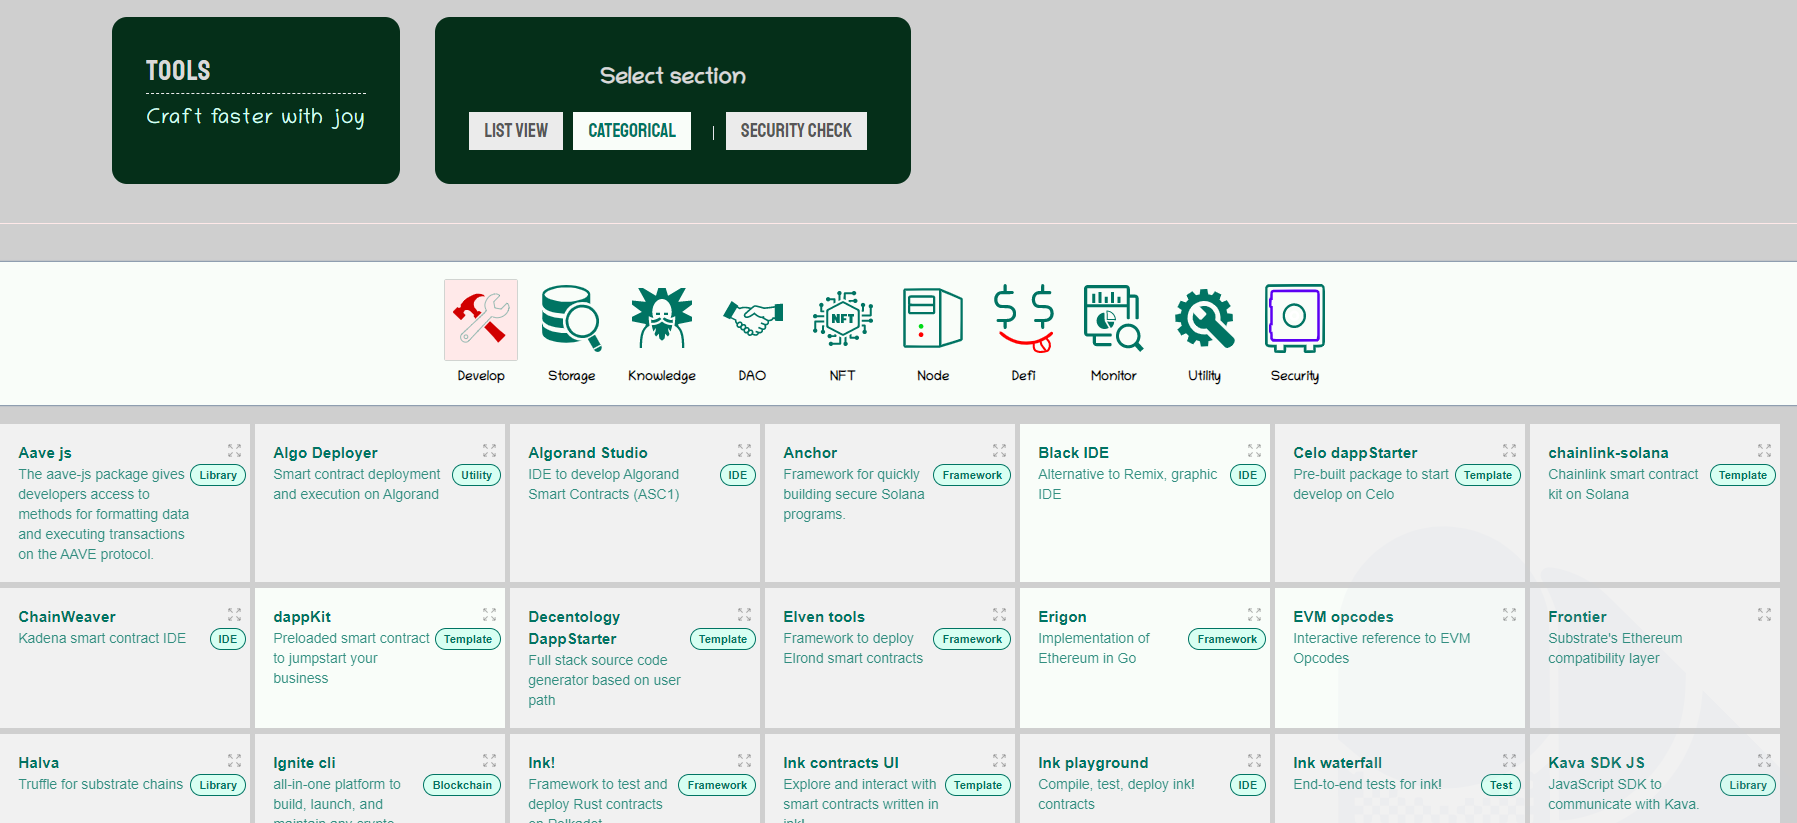 TOOLS
Craft faster with joy
Select section
LIST VIEW
CATEGORICAL
|
SECURITY CHECK
NFT
Develop
Storage
Knowledge
DAO
NFT
Node
Defi
Monitor
Utility
Security
Aave js
The aave-js package gives
developers access to
methods for formatting data
and executing transactions
on the AAVE protocol.
Library
Algo Deployer
Smart contract deployment
and execution on Algorand
Utility
Algorand Studio
IDE to develop Algorand
Smart Contracts (ASC1)
IDE
Anchor
Framework for quickly
building secure Solana
programs.
Framework
Black IDE
Alternative to Remix, graphic
IDE
IDE
Celo dappStarter
Pre-built package to start
develop on Celo
Template
chainlink-solana
Chainlink smart contract
kit on Solana
Template
ChainWeaver
Kadena smart contract IDE
IDE
dappKit
Preloaded smart contract
to jumpstart your
business
Template
Decentology
DappStarter
Full stack source code
generator based on user
path
Template
Elven tools
Framework to deploy
Elrond smart contracts
Framework
Erigon
Implementation of
Ethereum in Go
Framework
EVM opcodes
Interactive reference to EVM
Opcodes
Frontier
Substrate's Ethereum
compatibility layer
Halva
Truffle for substrate chains
Library
Ignite cli
all-in-one platform to
build, launch, and
maintain any crypto
Blockchain
Ink!
Framework to test and
deploy Rust contracts
on Polkadot
Framework
Ink contracts UI
Explore and interact with
smart contracts written in
ink!
Template
Ink playground
Compile, test, deploy ink!
contracts
IDE
Ink waterfall
End-to-end tests for ink!
Test
Kava SDK JS
JavaScript SDK to
communicate with Kava.
Library